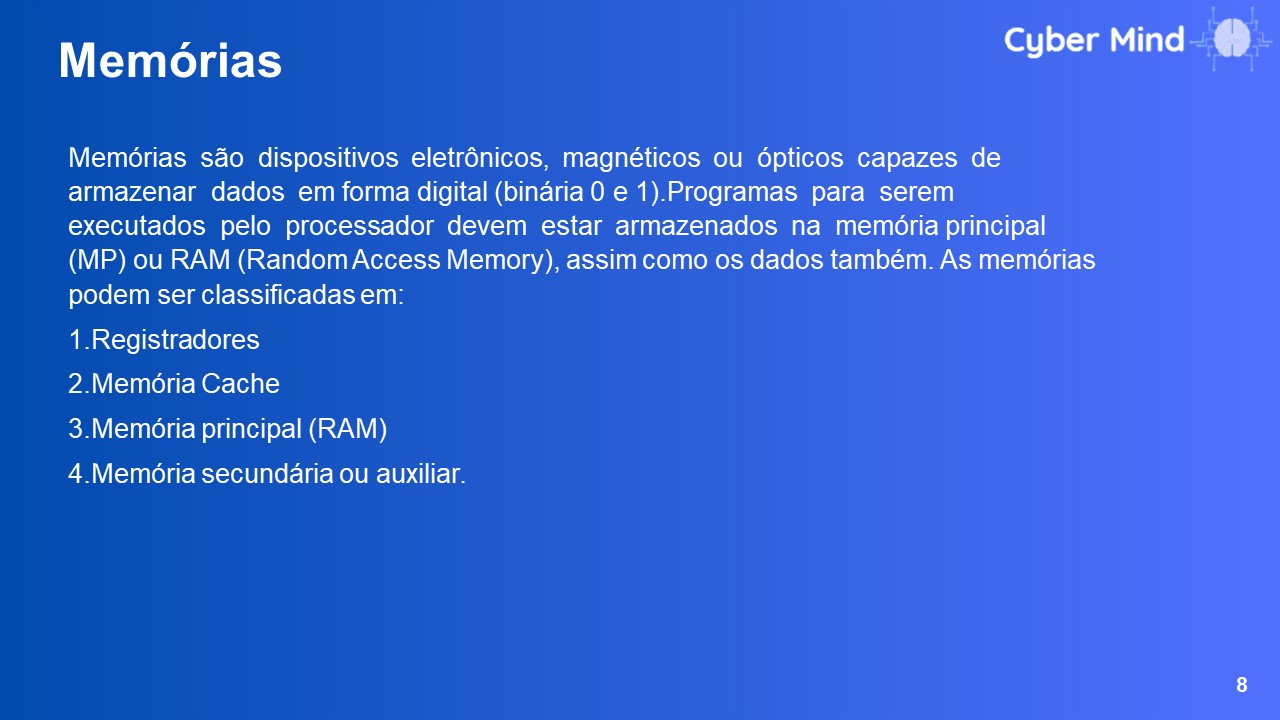 Memórias
Cyber Mind
Memórias são dispositivos eletrônicos, magnéticos ou ópticos capazes de
armazenar dados em forma digital (binária 0 e 1).Programas para serem
executados pelo processador devem estar armazenados na memória principal
(MP) ou RAM (Random Access Memory), assim como os dados também. As memórias
podem ser classificadas em:
1.Registradores
2.Memória Cache
3.Memória principal (RAM)
4.Memória secundária ou auxiliar.
8